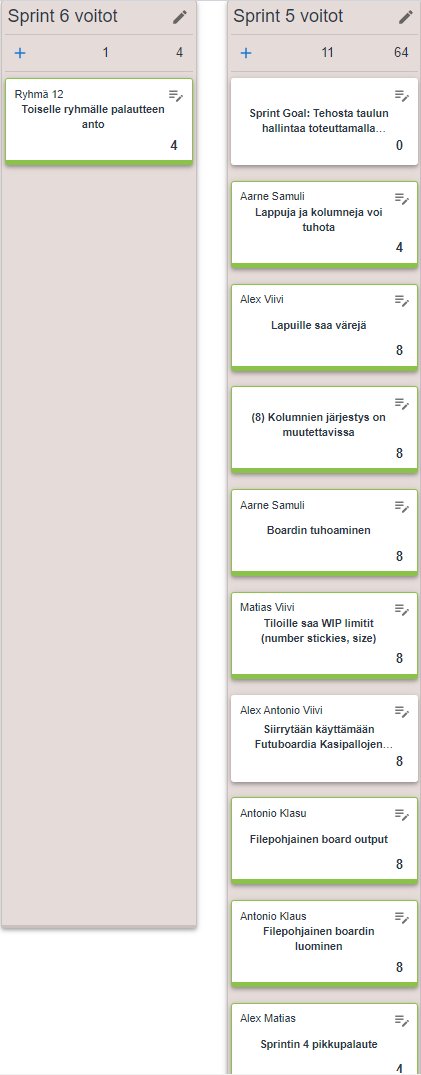 Sprint 6 voitot
1 4
Ryhmä 12
Toiselle ryhmälle palautteen
anto
4
Sprint 5 voitot
11 64
Sprint Goal: Tehosta taulun
hallintaa toteuttamalla...
0
Aarne Samuli
Lappuja ja kolumneja voi
tuhota
4
Alex Viivi
Lapuille saa värejä
8
(8) Kolumnien järjestys on
muutettavissa
8
Aarne Samuli
Boardin tuhoaminen
8
Matias Viivi
Tiloille saa WIP limitit
(number stickies, size)
8
Alex Antonio Viivi
Siirrytään käyttämään
Futuboardia Kasipallojen...
8
Antonio Klasu
Filepohjainen board output
8
Antonio Klaus
Filepohjainen boardin
luominen
8
Alex Matias
Sprintin 4 pikkupalaute
4